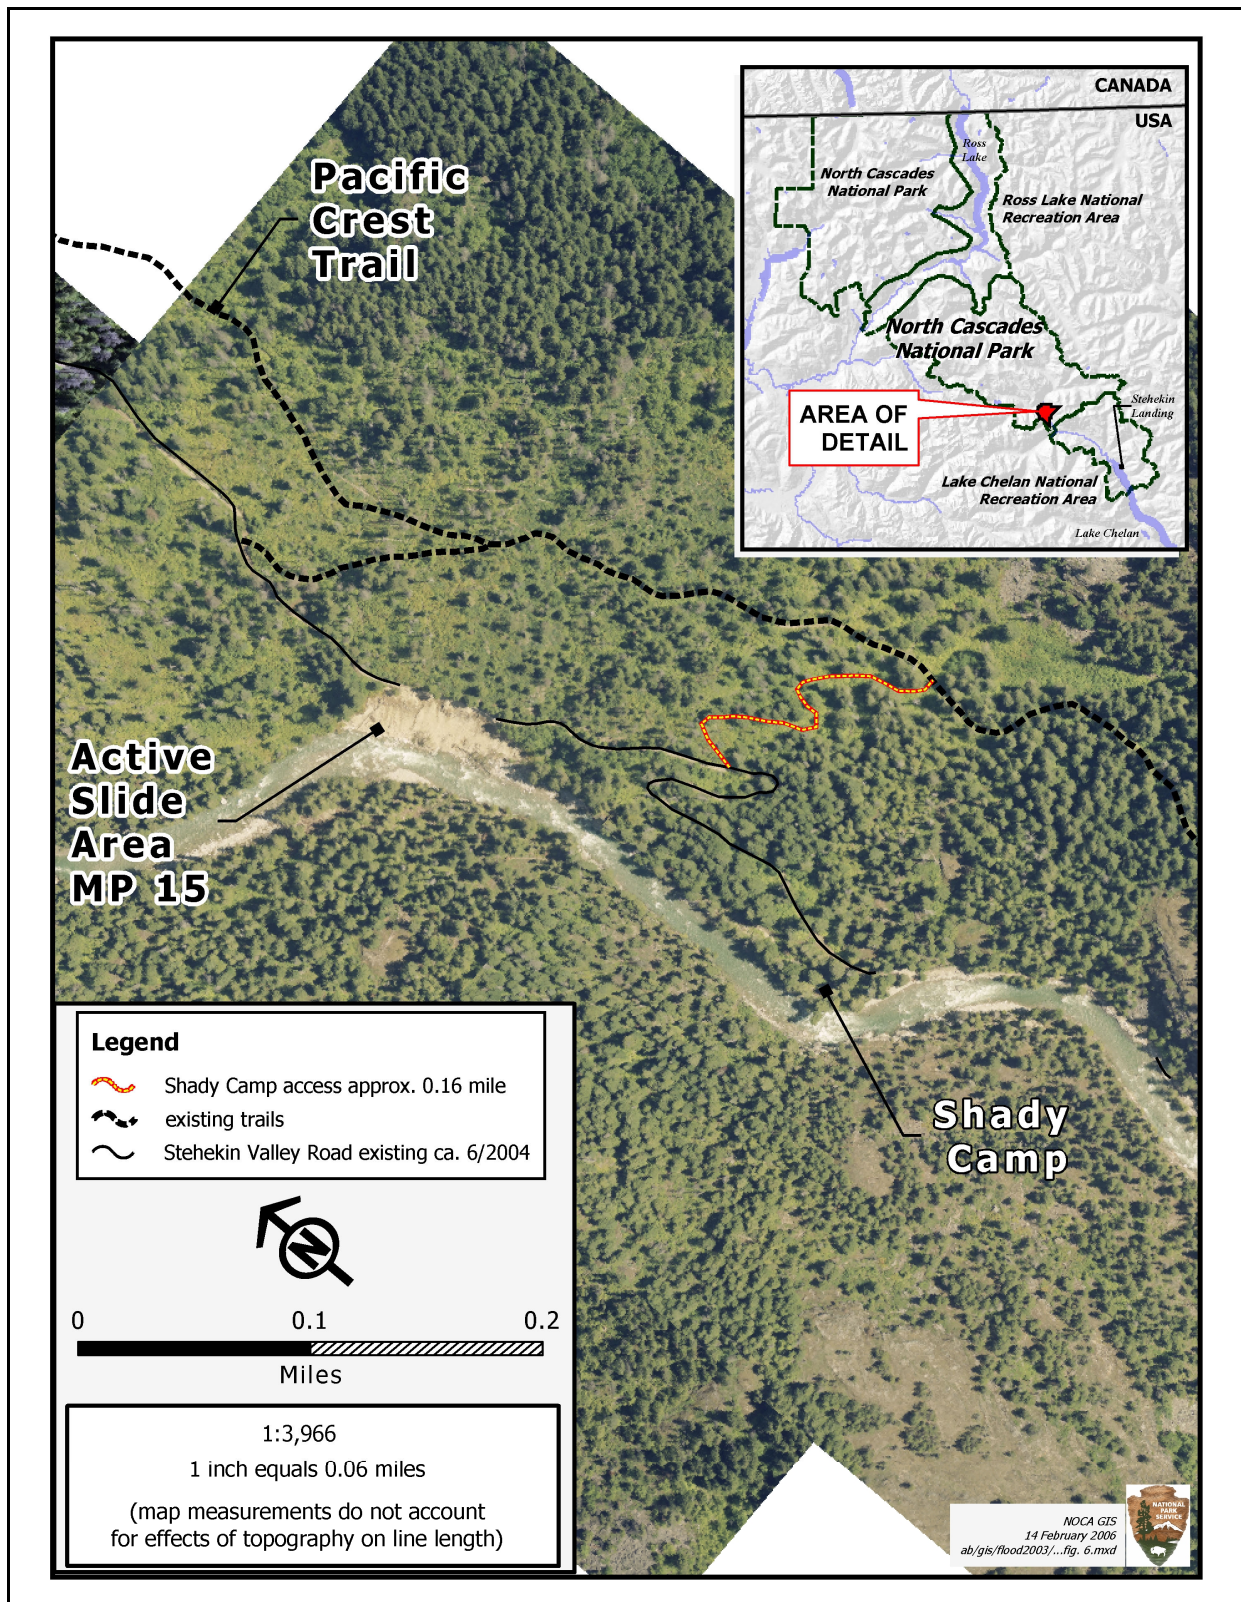 Pacific
Crest
Trail
CANADA
USA
Ross
Lake
North Cascades
National Park
Ross Lake National
Recreation Area
North Cascades
National Park
AREA OF
DETAIL
Stehekin
Landing
Lake Chelan National
Recreation Area
Lake Chelan
Active
Slide
Area
MP 15
Shady
Camp
Legend
Shady Camp access approx. 0.16 mile
existing trails
Stehekin Valley Road existing ca. 6/2004
N
0 0.1 0.2
Miles
1:3,966
1 inch equals 0.06 miles
(map measurements do not account
for effects of topography on line length)
NOCA GIS
14 February 2006
ab/gis/flood2003/...fig. 6.mxd
NATIONAL
PARK
SERVICE